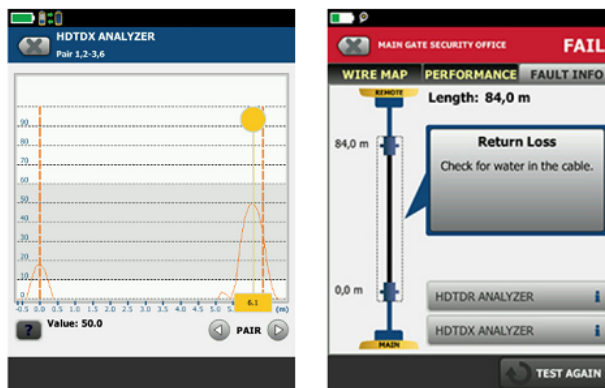 HDTDX ANALYZER
Pair 1,2-3,6
90
80
70
60
50
40
30
20
10
0
-0.5 0.0 0.5 1.0 1.5 2.0 2.5 3.0 3.5 4.0 4.5 5.0 5. 6.1 (m)
? Value: 50.0 PAIR
MAIN GATE SECURITY OFFICE FAIL
WIRE MAP PERFORMANCE FAULT INFO
REMOTE
Length: 84,0 m
84,0 m
Return Loss
Check for water in the cable.
0,0 m
HDTDR ANALYZER i
HDTDX ANALYZER i
MAIN
TEST AGAIN